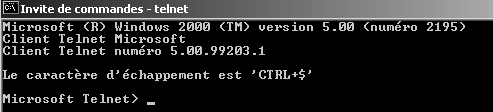 Invite de commandes - telnet
Microsoft (R) Windows 2000 (TM) version 5.00 (numéro 2195)
Client Telnet Microsoft
Client Telnet numéro 5.00.99203.1
Le caractère d'échappement est 'CTRL+$'
Microsoft Telnet> _